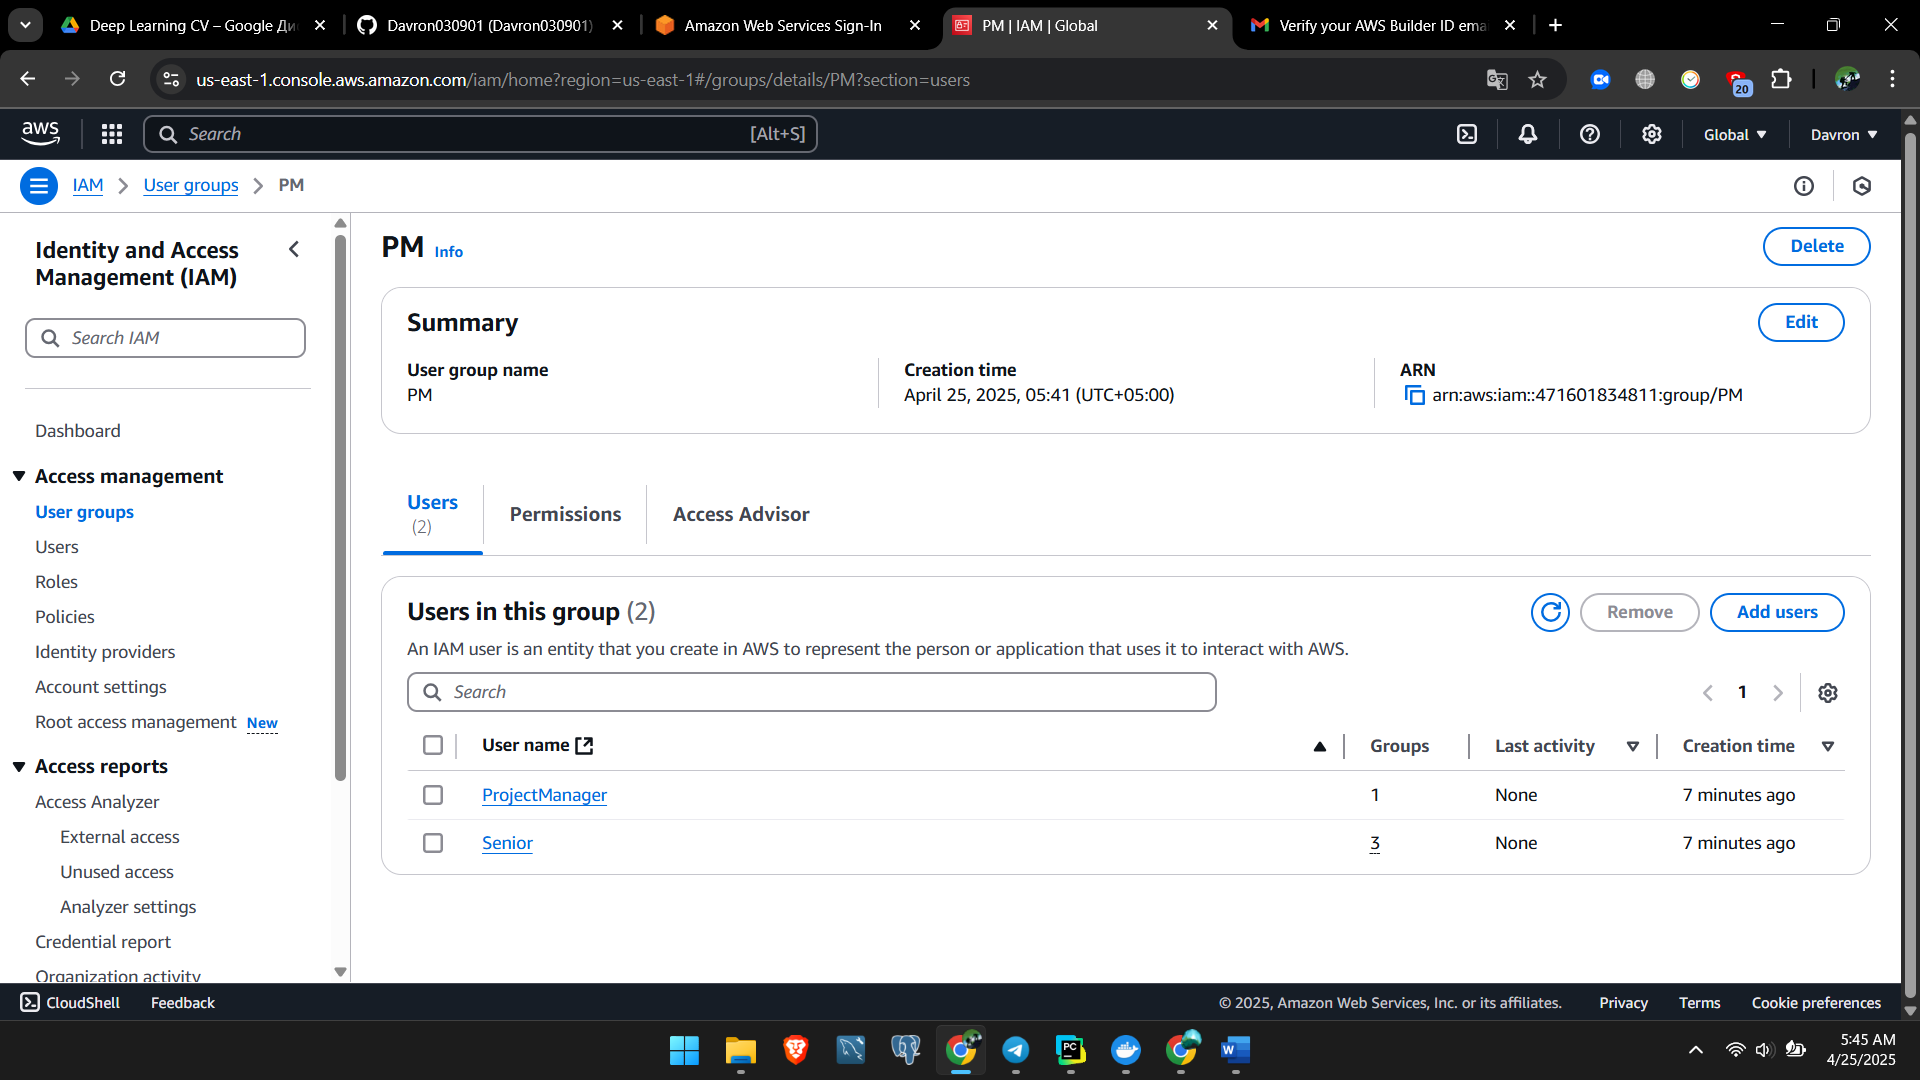 Deep Learning CV – Google Ди
Davron030901 (Davron030901)
Amazon Web Services Sign-In
PM | IAM | Global
Verify your AWS Builder ID ema
us-east-1.console.aws.amazon.com/iam/home?region=us-east-1#/groups/details/PM?section=users
20
aws
Search
[Alt+S]
Global
Davron
IAM
User groups
PM
Identity and Access
Management (IAM)
Search IAM
Dashboard
Access management
User groups
Users
Roles
Policies
Identity providers
Account settings
Root access management New
Access reports
Access Analyzer
External access
Unused access
Analyzer settings
Credential report
Organization activity
PM Info
Delete
Summary
Edit
User group name
PM
Creation time
April 25, 2025, 05:41 (UTC+05:00)
ARN
arn:aws:iam::471601834811:group/PM
Users
(2)
Permissions
Access Advisor
Users in this group (2)
Remove
Add users
An IAM user is an entity that you create in AWS to represent the person or application that uses it to interact with AWS.
Search
1
User name
Groups
Last activity
Creation time
ProjectManager
1
None
7 minutes ago
Senior
3
None
7 minutes ago
CloudShell
Feedback
© 2025, Amazon Web Services, Inc. or its affiliates.
Privacy
Terms
Cookie preferences
PC
W
5:45 AM
4/25/2025